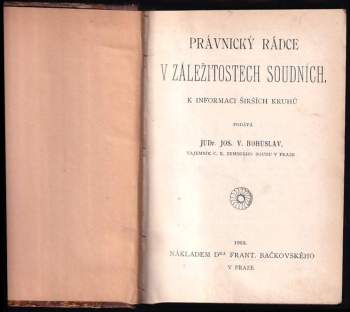 PRÁVNICKÝ RÁDCE
V ZÁLEŽITOSTECH SOUDNÍCH.
K INFORMACI ŠIRŠÍCH KRUHŮ
PODÁVÁ
JUDr. JOS. V. BOHUSLAV,
TAJEMNÍK C. K. ZEMSKÉHO SOUDU V PRAZE
NÁKLADEM Dra FRANT. BAČKOVSKÉHO
V PRAZE.